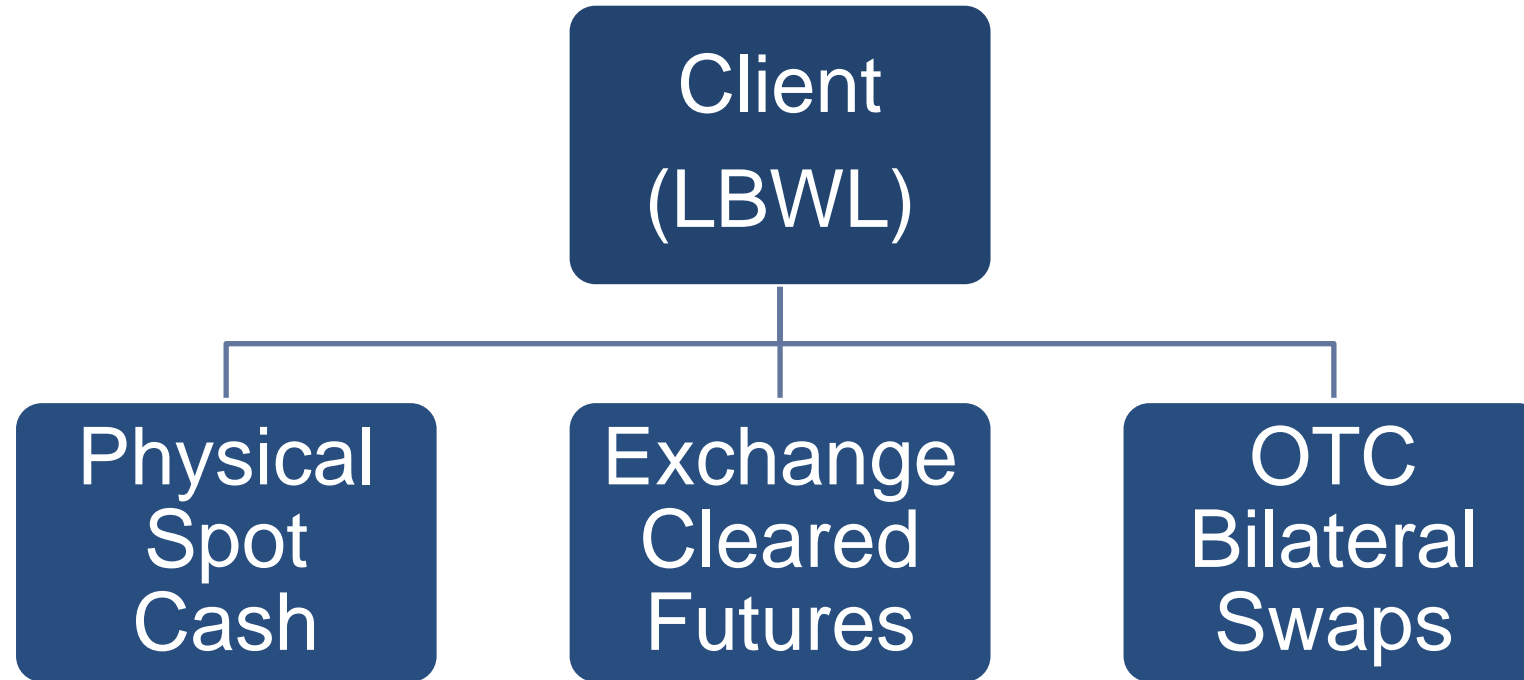 Client
(LBWL)
Physical
Spot
Cash
Exchange
Cleared
Futures
OTC
Bilateral
Swaps